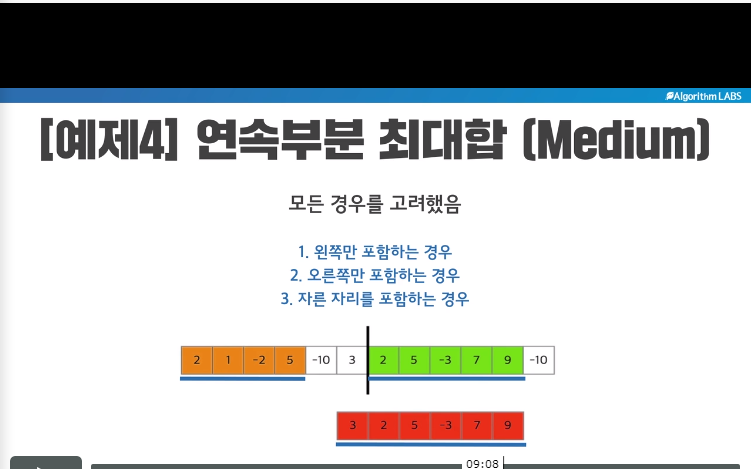 Algorithm LABS
[예제4] 연속부분 최대합 (Medium)
모든 경우를 고려했음
1. 왼쪽만 포함하는 경우
2. 오른쪽만 포함하는 경우
3. 자른 자리를 포함하는 경우
2 1 -2 5 -10 3 2 5 -3 7 9 -10
3 2 5 -3 7 9
09:08